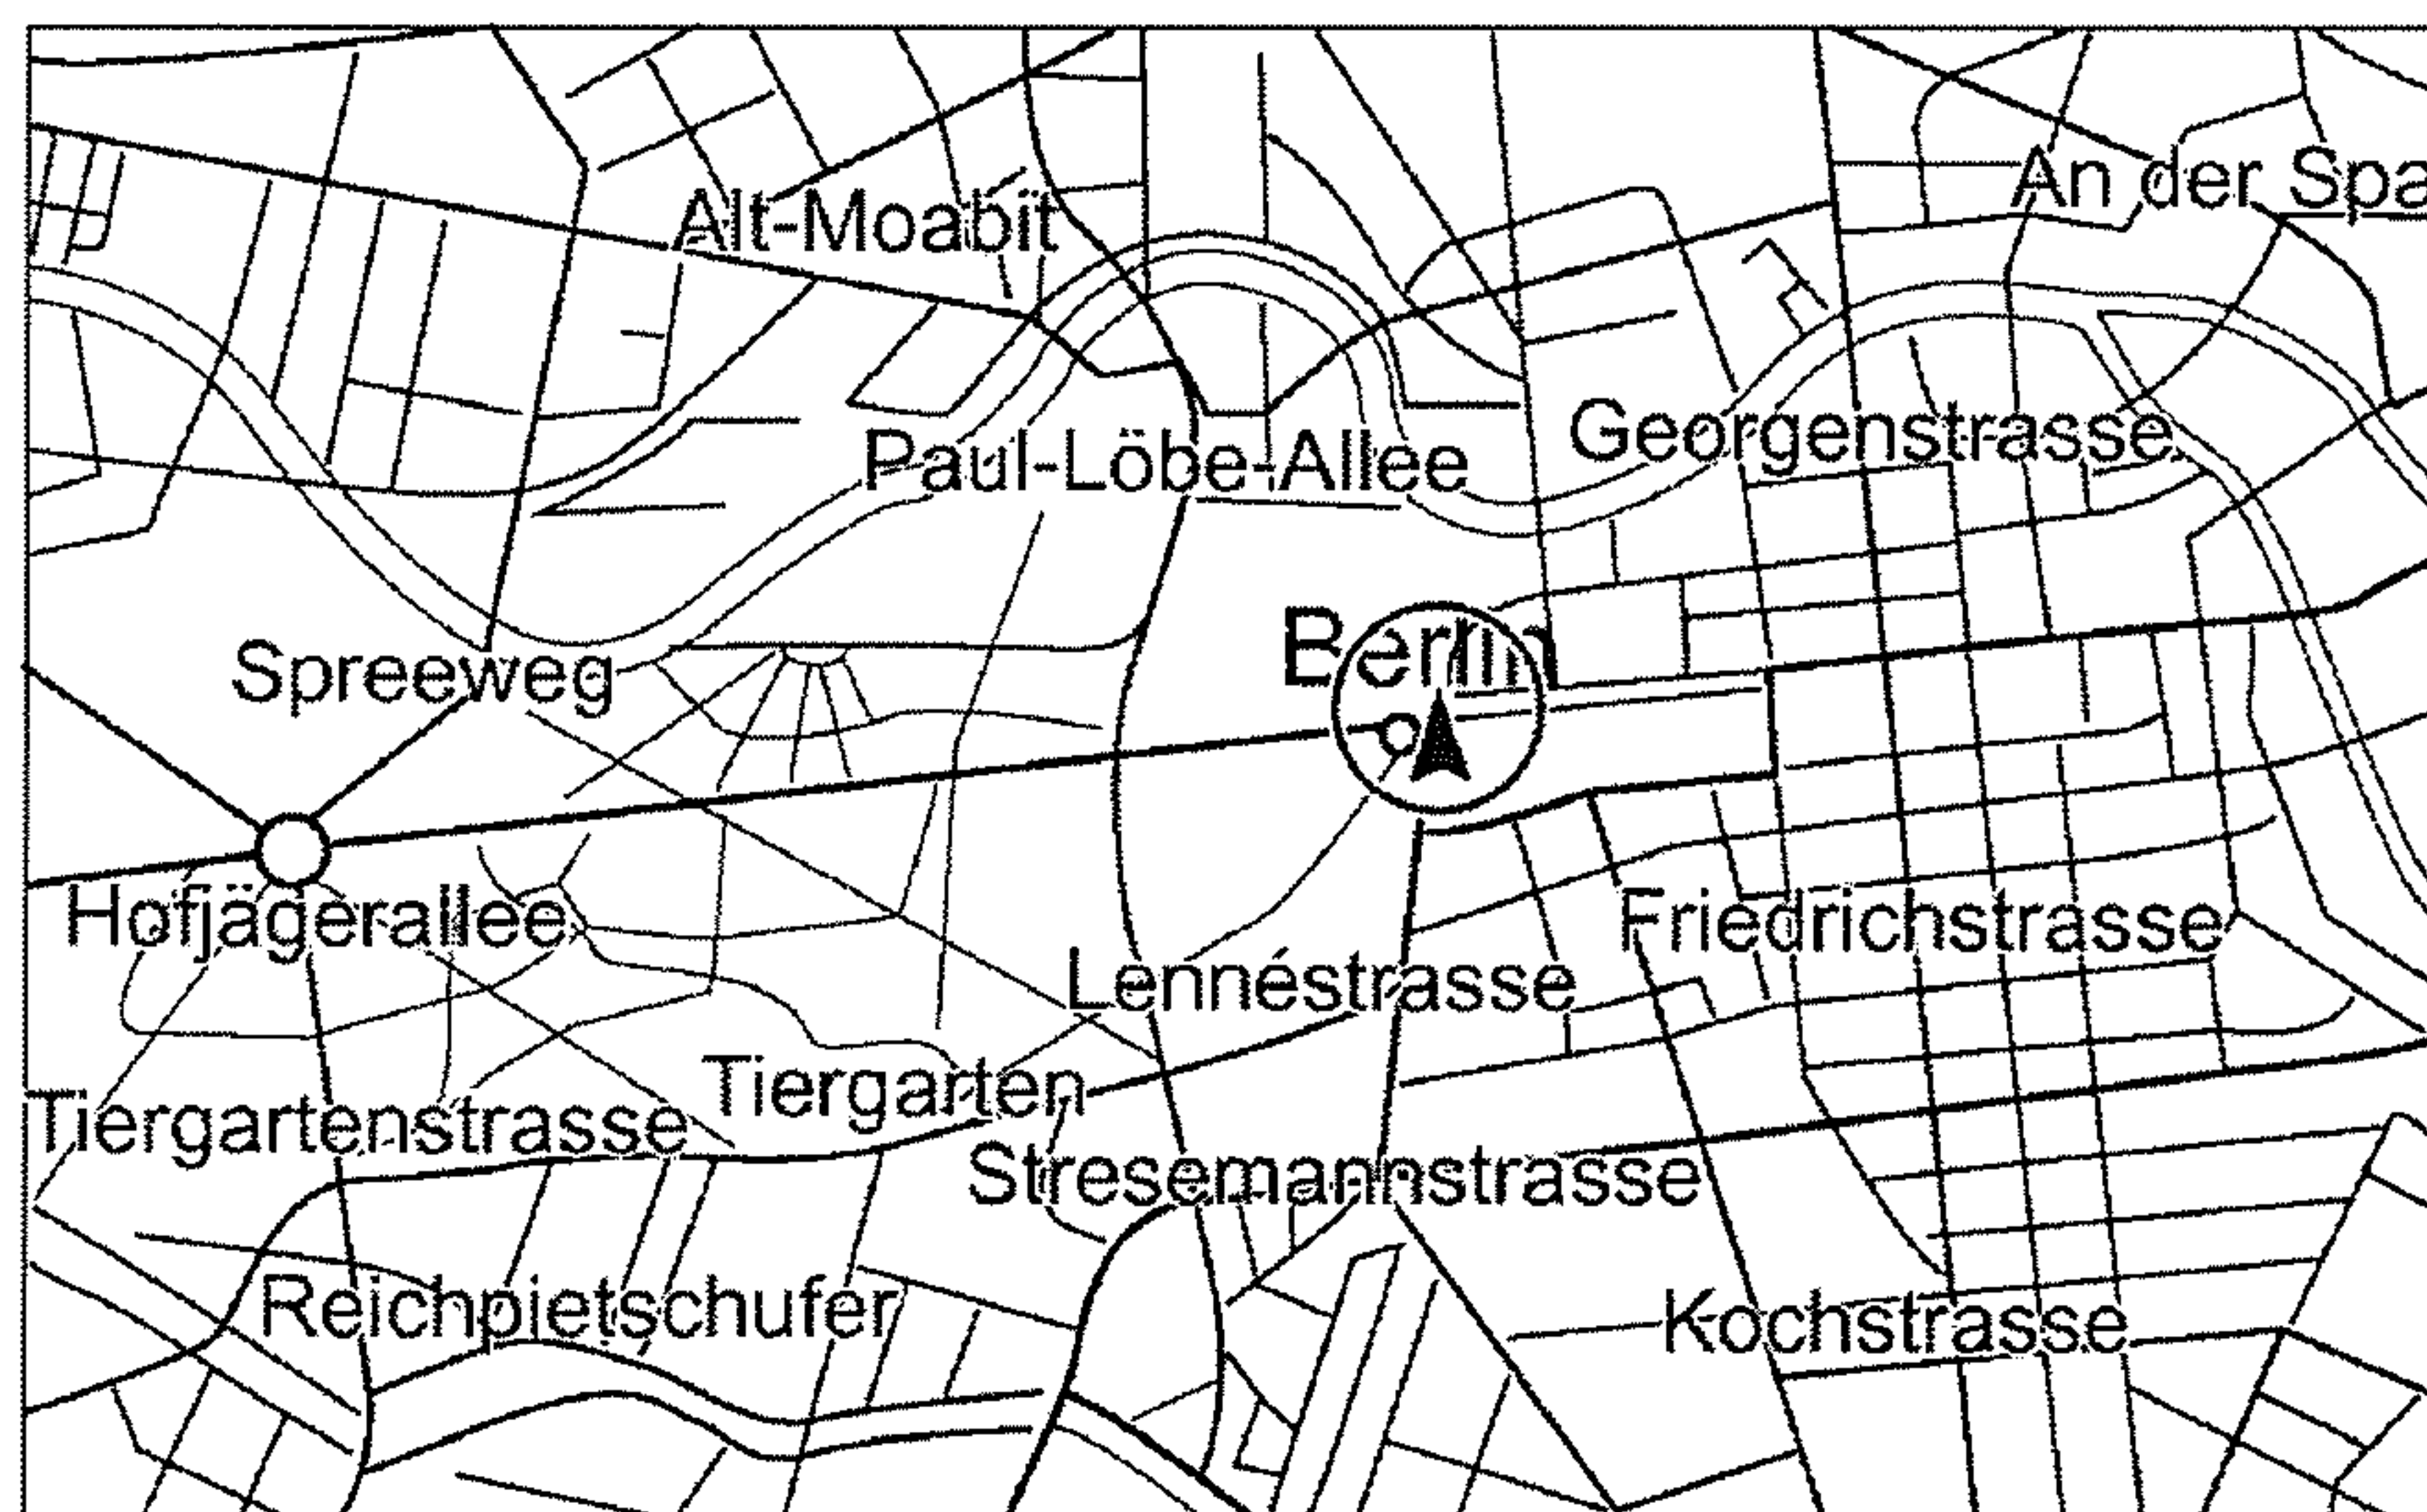 An der Spa
Alt-Moabit
Georgenstrasse
Paul-Löbe-Allee
Berlin
Spreeweg
Hofjägerallee
Friedrichstrasse
Lennéstrasse
Tiergarten
Tiergartenstrasse
Stresemannstrasse
Reichpietschufer
Kochstrasse